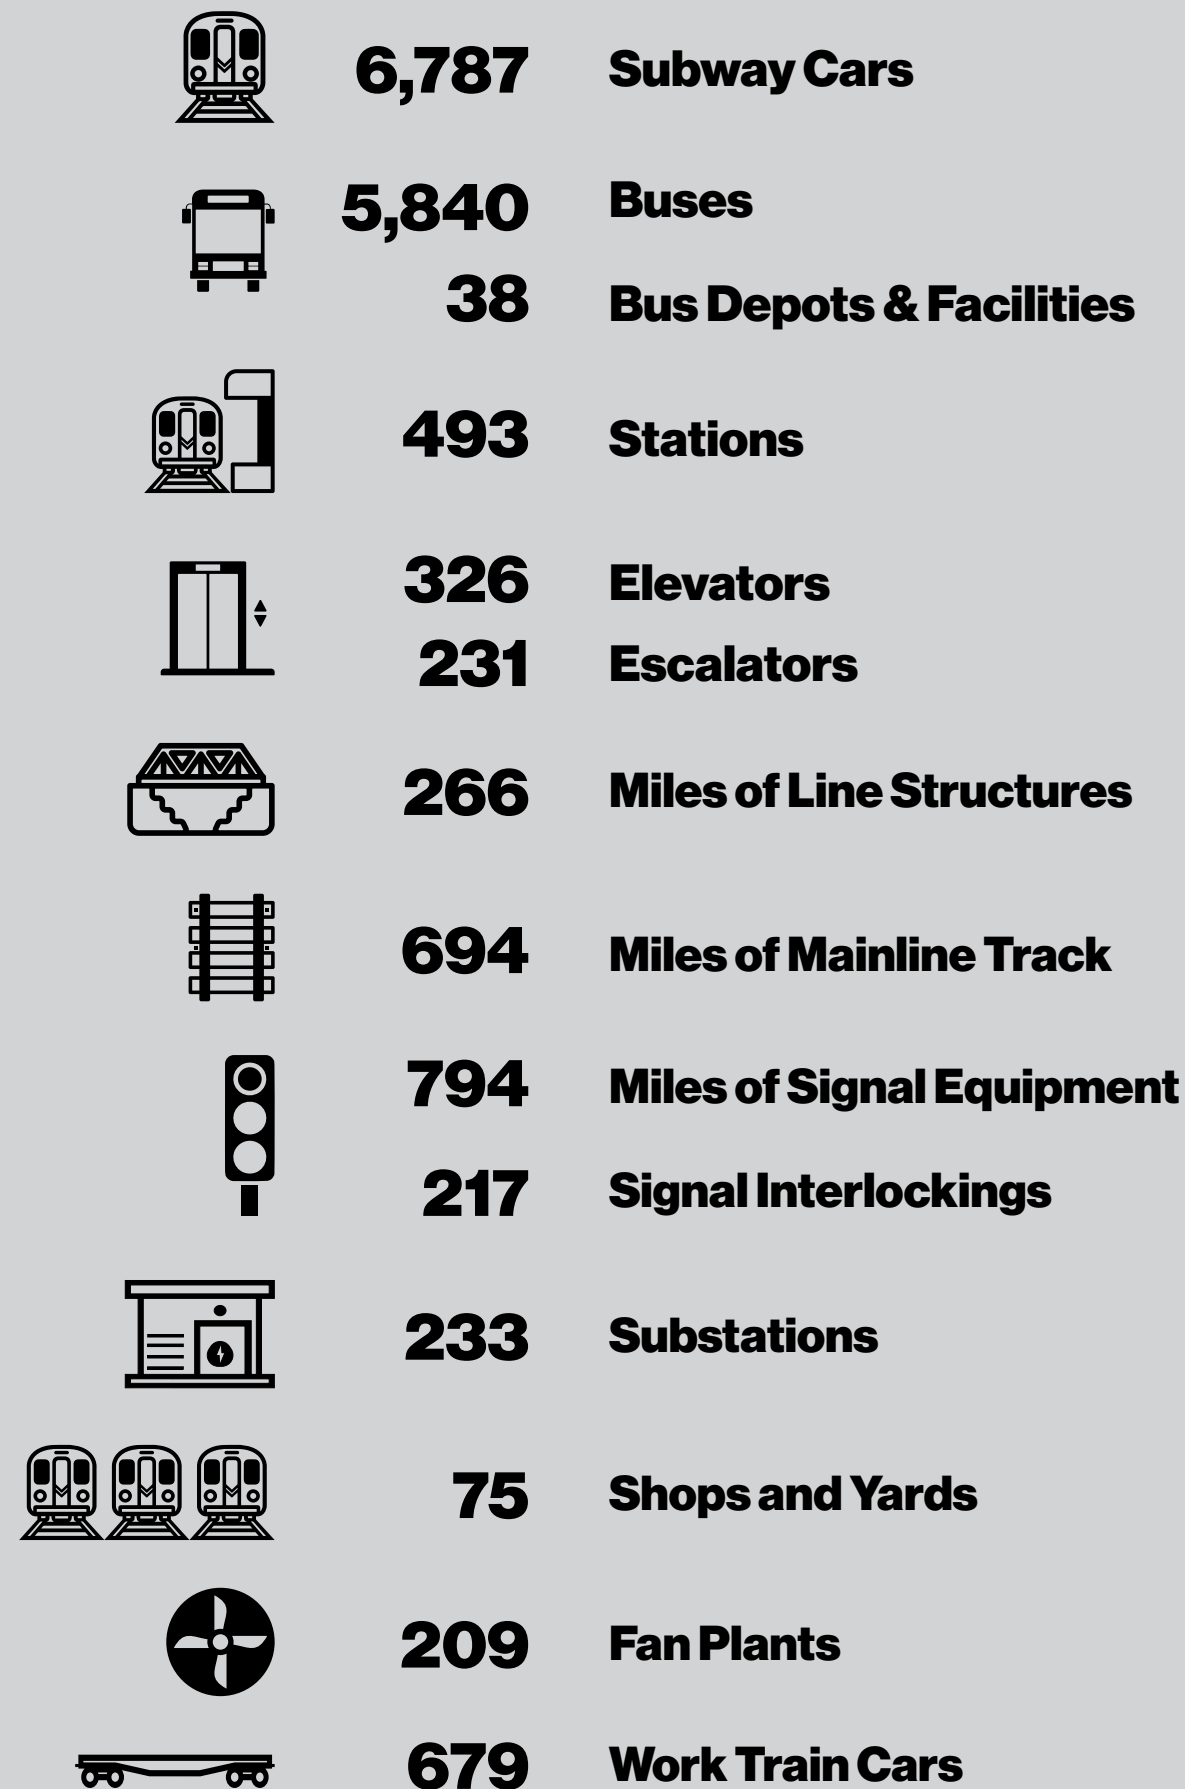 6,787 Subway Cars
5,840 Buses
38 Bus Depots & Facilities
493 Stations
326 Elevators
231 Escalators
266 Miles of Line Structures
694 Miles of Mainline Track
794 Miles of Signal Equipment
217 Signal Interlockings
233 Substations
75 Shops and Yards
209 Fan Plants
679 Work Train Cars